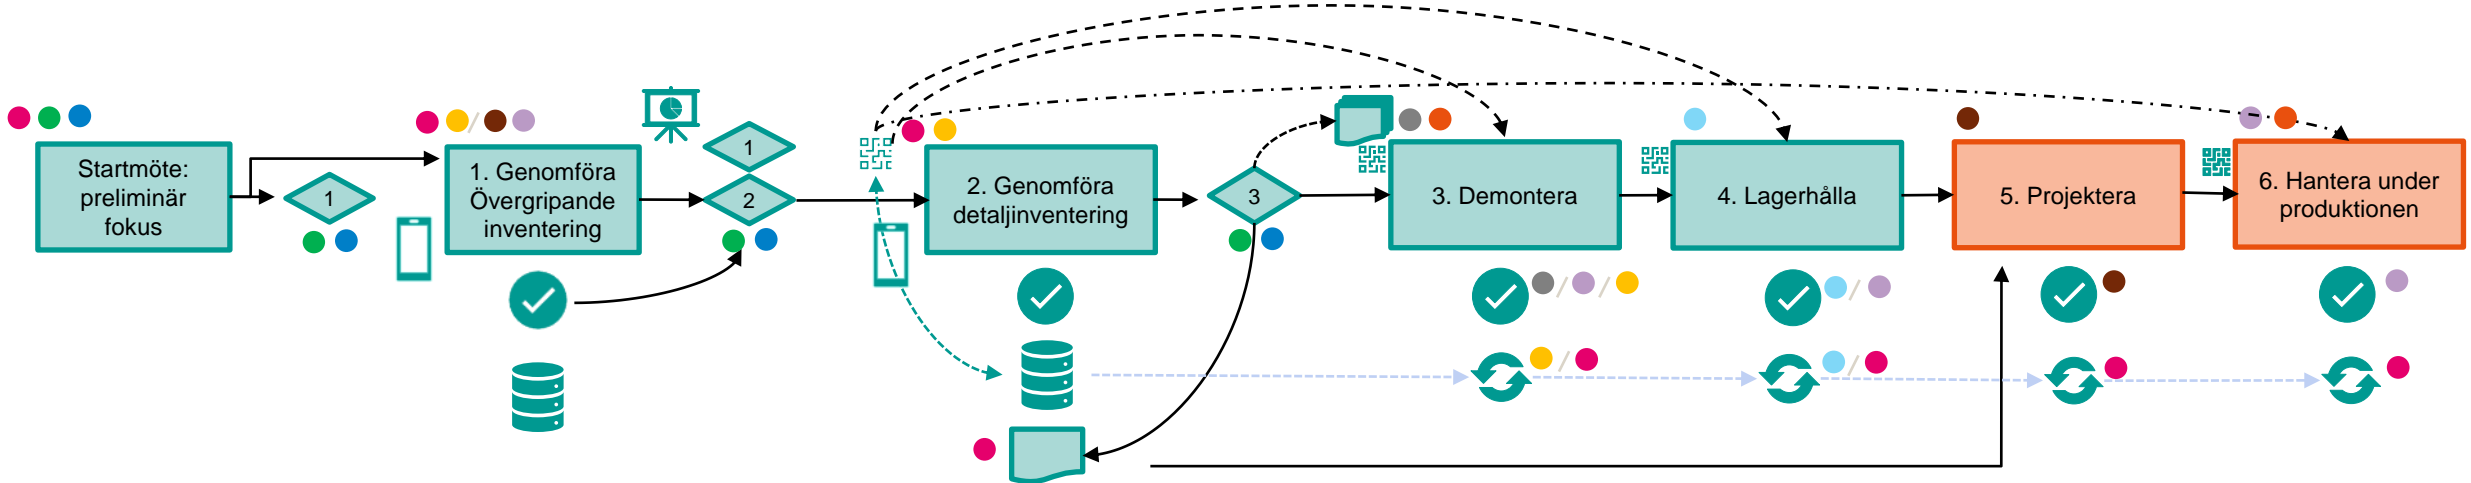 Startmöte:
preliminär
fokus
1
1. Genomföra
Övergripande
inventering
1
2
2. Genomföra
detaljinventering
3
3. Demontera
4. Lagerhålla
5. Projektera
6. Hantera under
produktionen